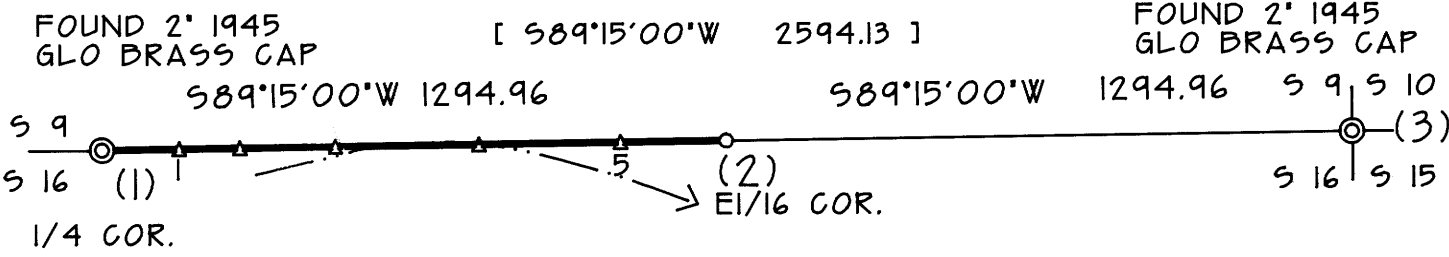 FOUND 2" 1945
GLO BRASS CAP
[ S89°15'00"W 2594.13 ]
FOUND 2" 1945
GLO BRASS CAP
S89°15'00"W 1294.96
S89°15'00"W 1294.96
S 9
S 10
S 9
(3)
S 16
(1)
1
5
(2)
S 16
S 15
E1/16 COR.
1/4 COR.